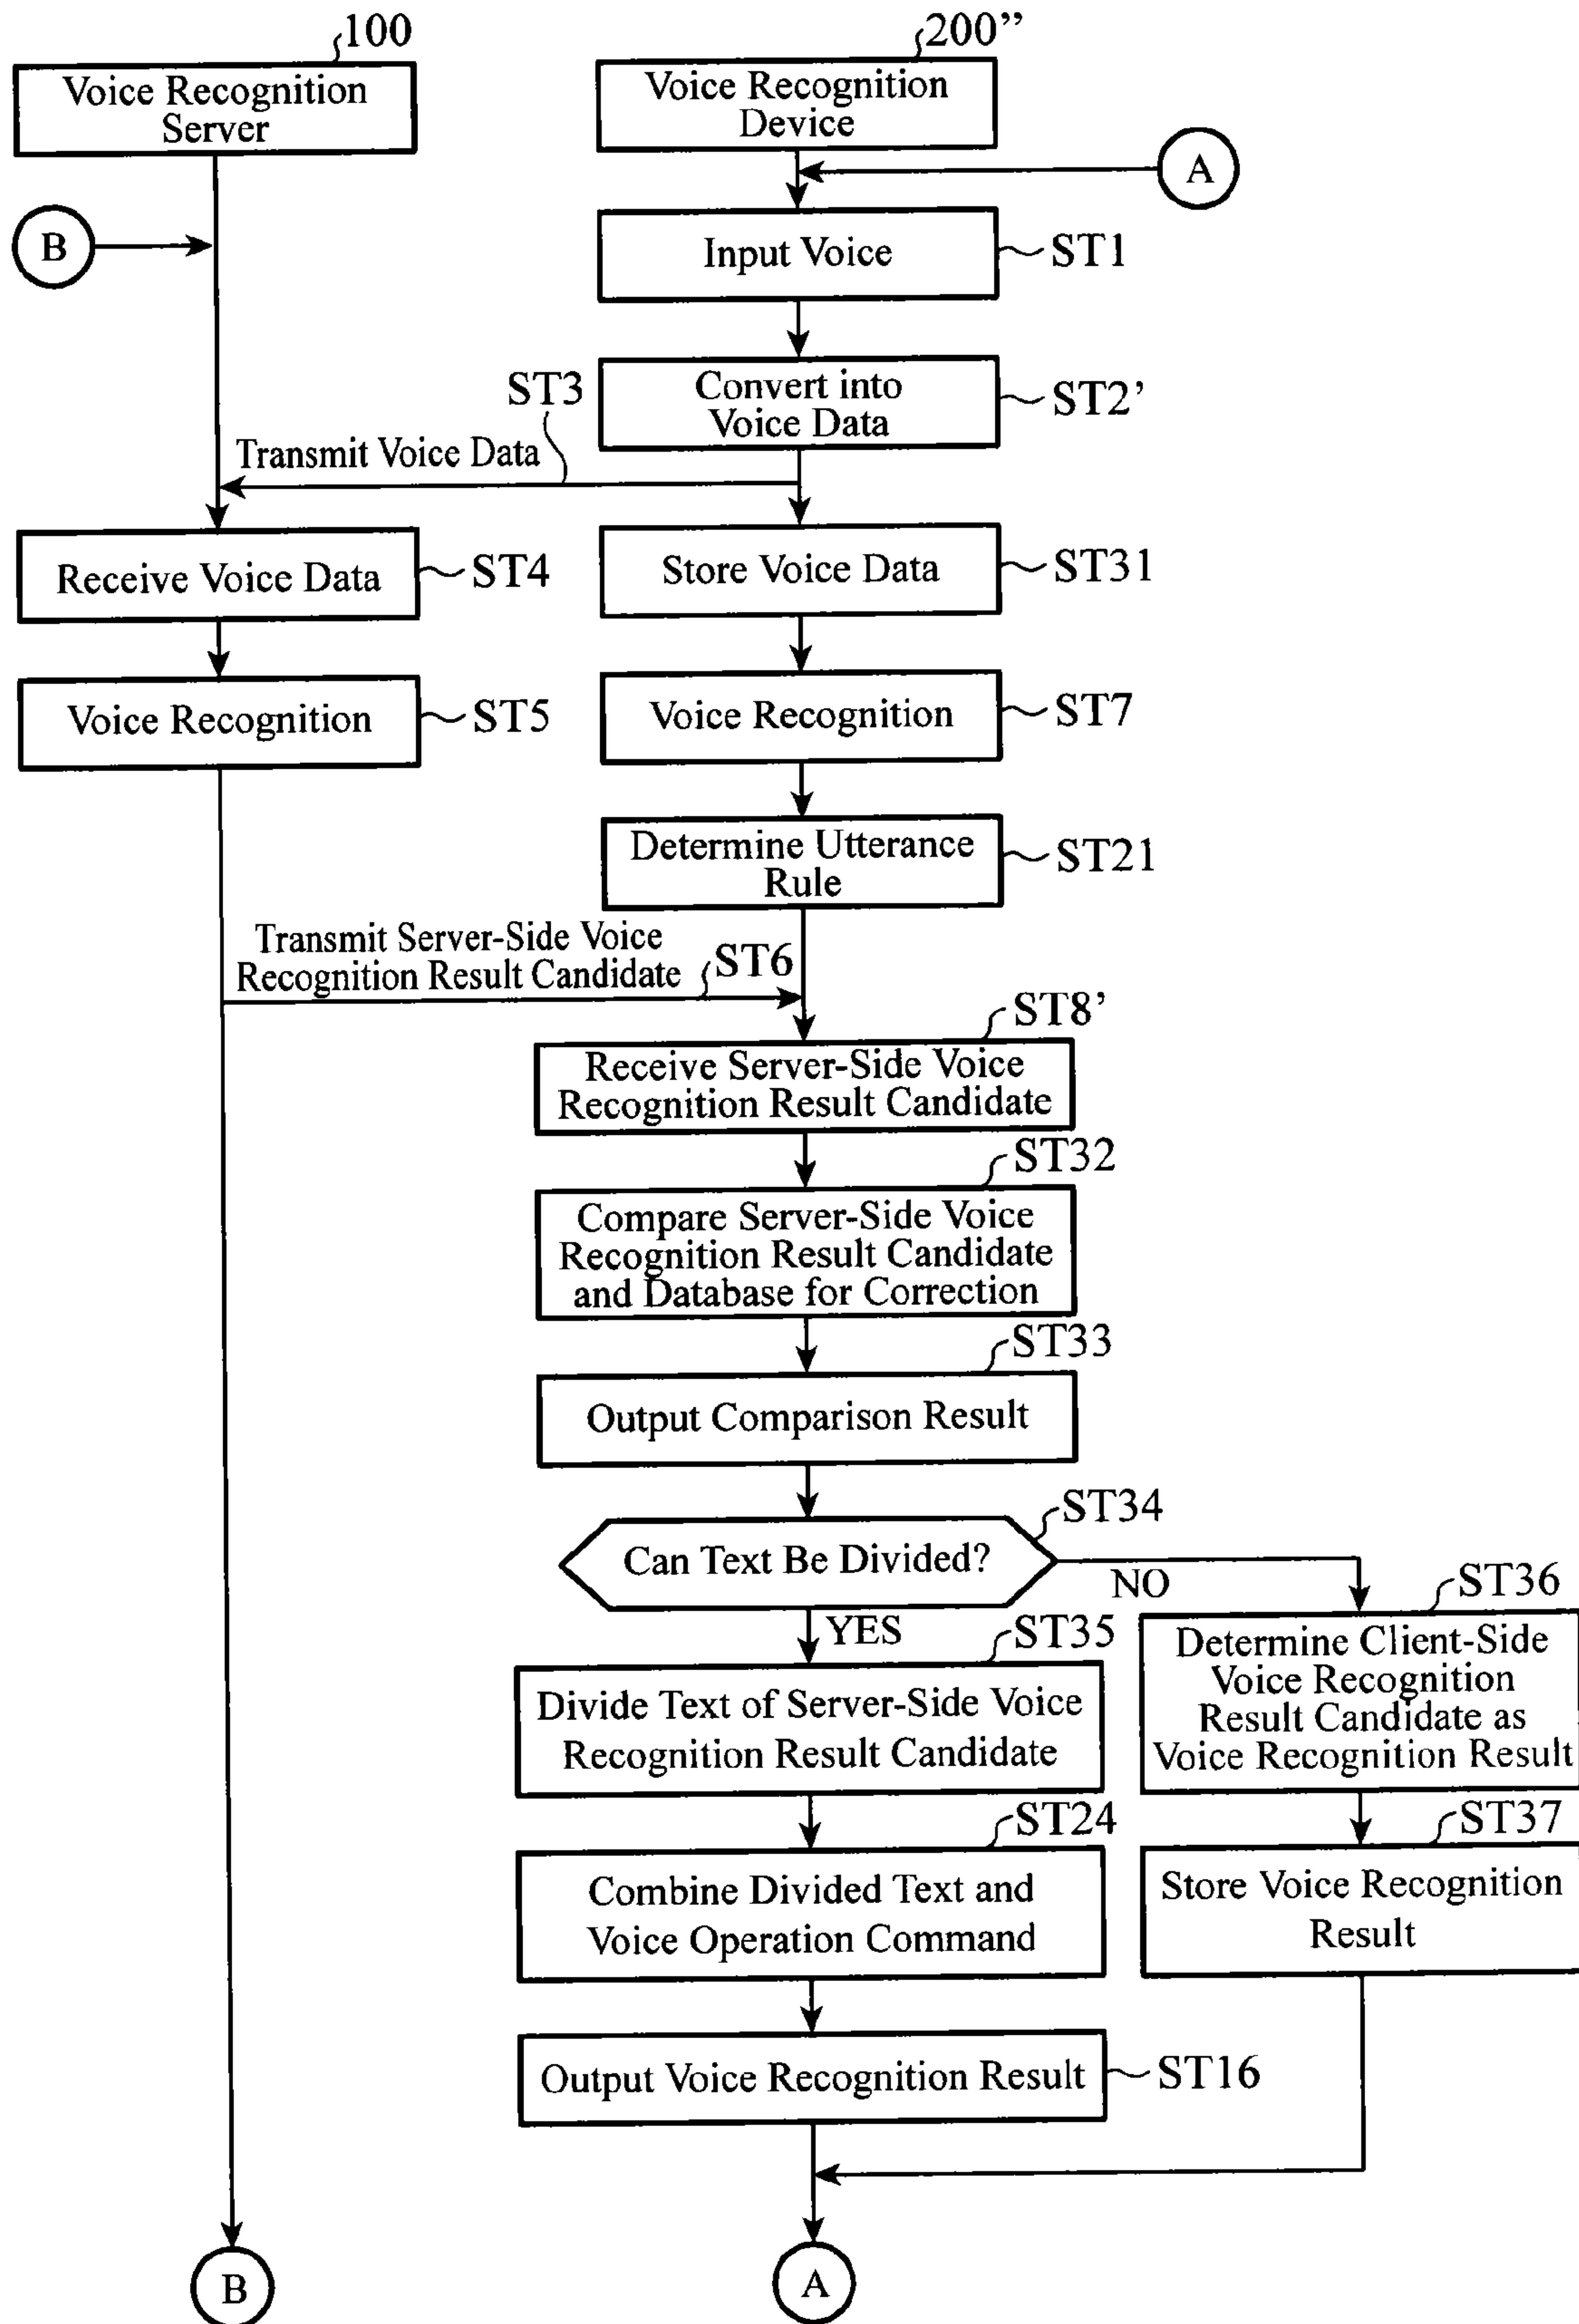 100
200”
Voice Recognition
Server
Voice Recognition
Device
A
B
Input Voice
ST1
Convert into
Voice Data
ST2’
ST3
Transmit Voice Data
Receive Voice Data
ST4
Store Voice Data
ST31
Voice Recognition
ST5
Voice Recognition
ST7
Determine Utterance
Rule
ST21
Transmit Server-Side Voice
Recognition Result Candidate
ST6
ST8’
Receive Server-Side Voice
Recognition Result Candidate
ST32
Compare Server-Side Voice
Recognition Result Candidate
and Database for Correction
ST33
Output Comparison Result
ST34
Can Text Be Divided?
NO
YES
ST35
Divide Text of Server-Side Voice
Recognition Result Candidate
ST36
Determine Client-Side
Voice Recognition
Result Candidate as
Voice Recognition Result
ST24
Combine Divided Text and
Voice Operation Command
ST37
Store Voice Recognition
Result
Output Voice Recognition Result
ST16
B
A